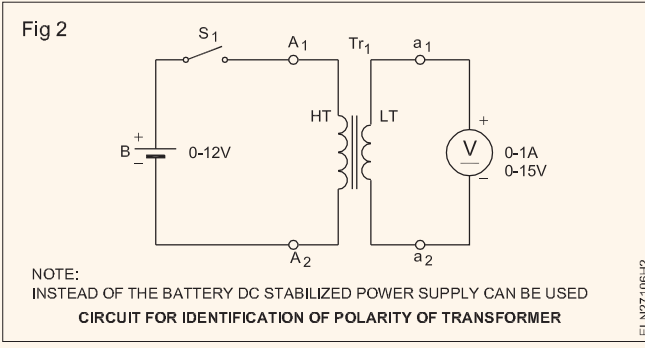 Fig 2
S1
A1
Tr1
a1
HT
LT
+
B
–
0-12V
+
V
–
0-1A
0-15V
A2
a2
NOTE:
INSTEAD OF THE BATTERY DC STABILIZED POWER SUPPLY CAN BE USED
CIRCUIT FOR IDENTIFICATION OF POLARITY OF TRANSFORMER
ELN27106H2